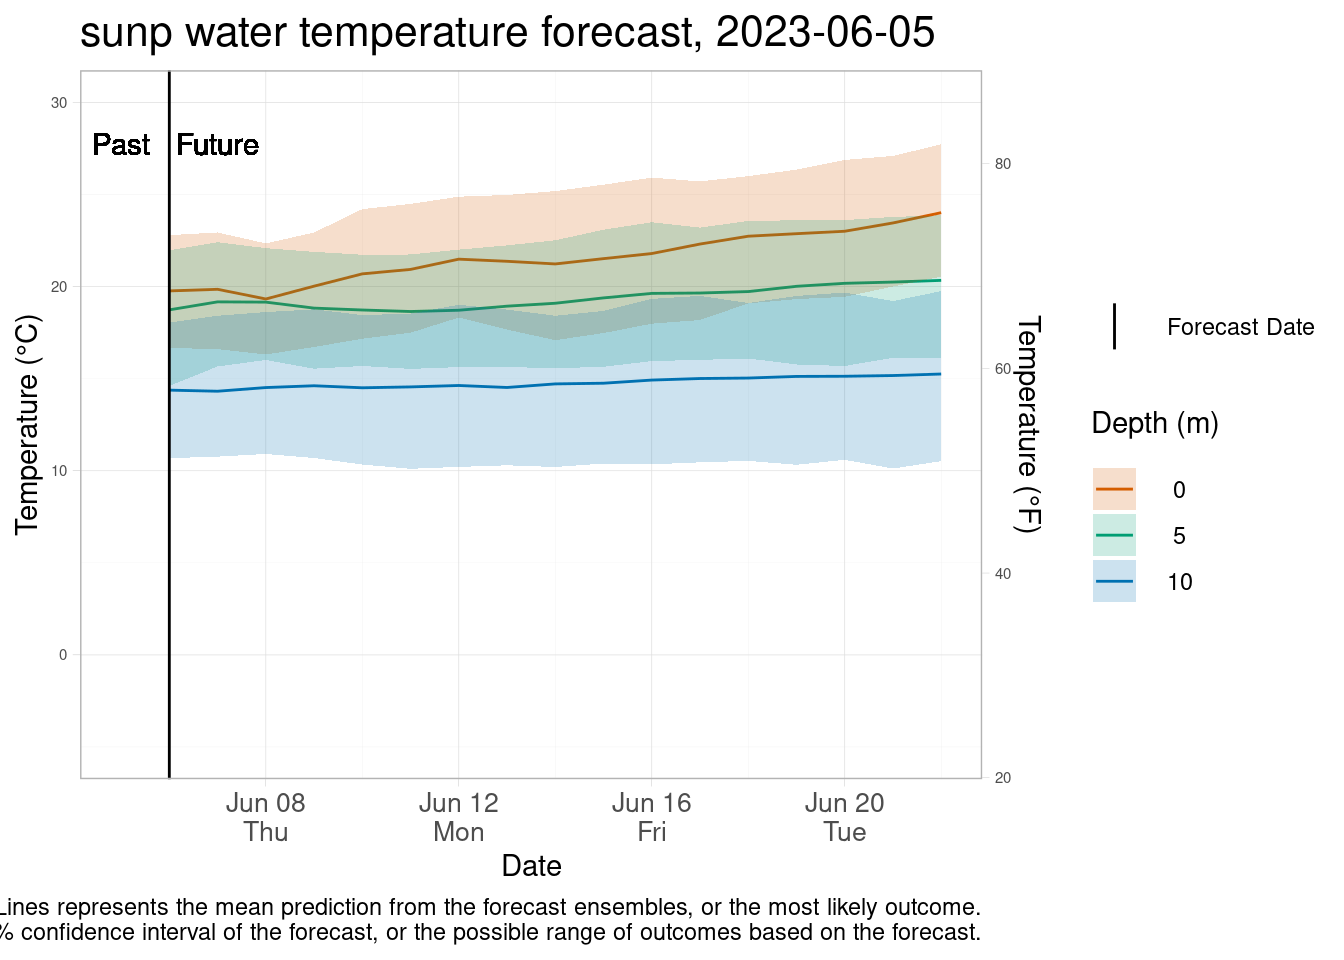 sunp water temperature forecast, 2023-06-05
30
20
10
0
Temperature (°C)
Past
Future
80
60
40
20
Temperature (°F)
Jun 08
Thu
Jun 12
Mon
Jun 16
Fri
Jun 20
Tue
Date
Forecast Date
Depth (m)
0
5
10
Lines represents the mean prediction from the forecast ensembles, or the most likely outcome.
% confidence interval of the forecast, or the possible range of outcomes based on the forecast.